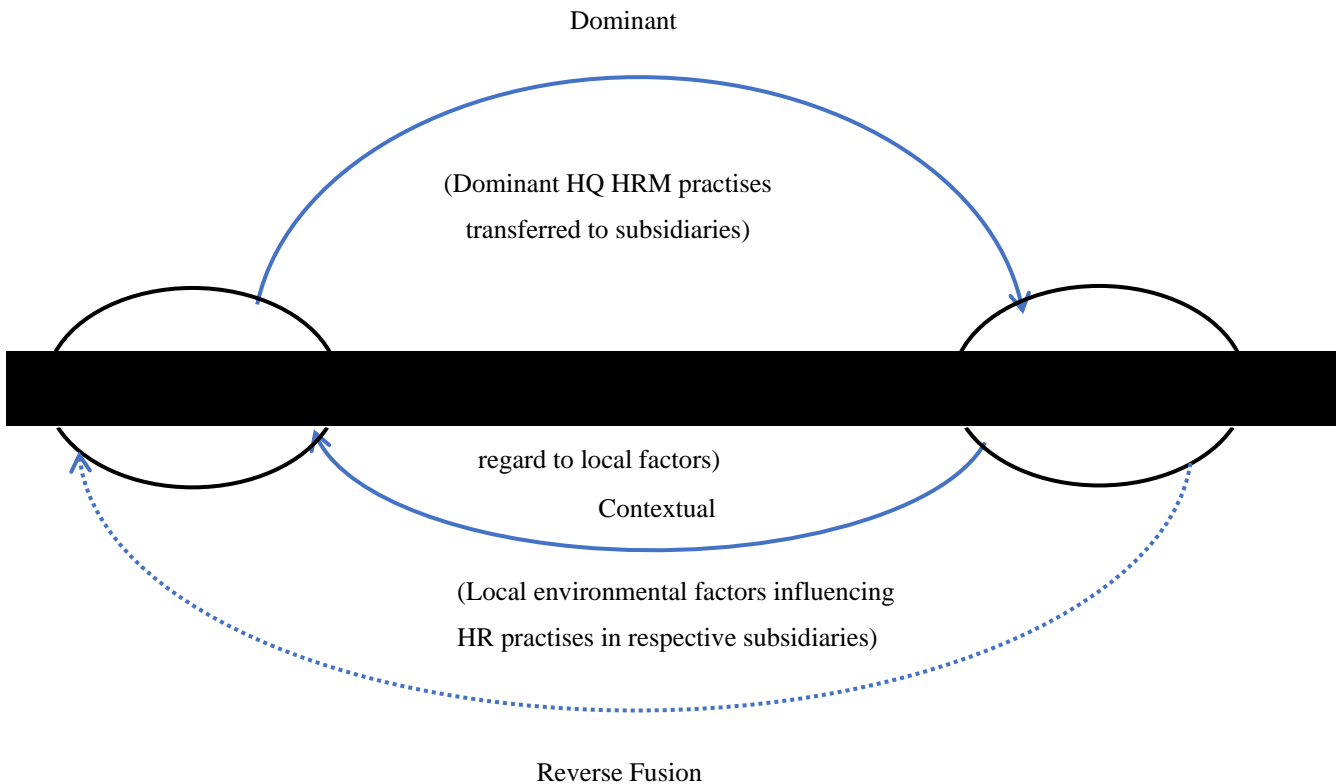 Dominant
(Dominant HQ HRM practises
transferred to subsidiaries)
regard to local factors)
Contextual
(Local environmental factors influencing
HR practises in respective subsidiaries)
Reverse Fusion